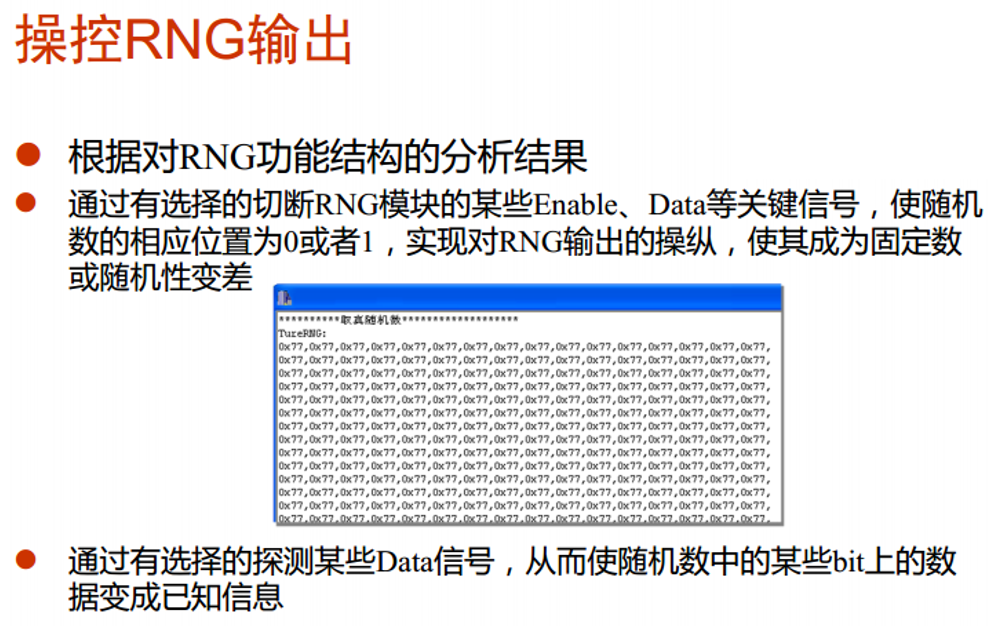 操控RNG输出
根据对RNG功能结构的分析结果
通过有选择的切断RNG模块的某些Enable、Data等关键信号，使随机
数的相应位置为0或者1，实现对RNG输出的操纵，使其成为固定数
或随机性变差
**********取真随机数*******************
TureRNG:
0x77,0x77,0x77,0x77,0x77,0x77,0x77,0x77,0x77,0x77,0x77,0x77,0x77,0x77,0x77,0x77,
0x77,0x77,0x77,0x77,0x77,0x77,0x77,0x77,0x77,0x77,0x77,0x77,0x77,0x77,0x77,0x77,
0x77,0x77,0x77,0x77,0x77,0x77,0x77,0x77,0x77,0x77,0x77,0x77,0x77,0x77,0x77,0x77,
0x77,0x77,0x77,0x77,0x77,0x77,0x77,0x77,0x77,0x77,0x77,0x77,0x77,0x77,0x77,0x77,
0x77,0x77,0x77,0x77,0x77,0x77,0x77,0x77,0x77,0x77,0x77,0x77,0x77,0x77,0x77,0x77,
0x77,0x77,0x77,0x77,0x77,0x77,0x77,0x77,0x77,0x77,0x77,0x77,0x77,0x77,0x77,0x77,
0x77,0x77,0x77,0x77,0x77,0x77,0x77,0x77,0x77,0x77,0x77,0x77,0x77,0x77,0x77,0x77,
0x77,0x77,0x77,0x77,0x77,0x77,0x77,0x77,0x77,0x77,0x77,0x77,0x77,0x77,0x77,0x77,
0x77,0x77,0x77,0x77,0x77,0x77,0x77,0x77,0x77,0x77,0x77,0x77,0x77,0x77,0x77,0x77,
0x77,0x77,0x77,0x77,0x77,0x77,0x77,0x77,0x77,0x77,0x77,0x77,0x77,0x77,0x77,0x77,
0x77,0x77,0x77,0x77,0x77,0x77,0x77,0x77,0x77,0x77,0x77,0x77,0x77,0x77,0x77,0x77,
0x77,0x77,0x77,0x77,0x77,0x77,0x77,0x77,0x77,0x77,0x77,0x77,0x77,0x77,0x77,0x77,
0x77,0x77,0x77,0x77,0x77,0x77,0x77,0x77,0x77,0x77,0x77,0x77,0x77,0x77,0x77,0x77,
0x77,0x77,0x77,0x77,0x77,0x77,0x77,0x77,0x77,0x77,0x77,0x77,0x77,0x77,0x77,0x77,
通过有选择的探测某些Data信号，从而使随机数中的某些bit上的数
据变成已知信息